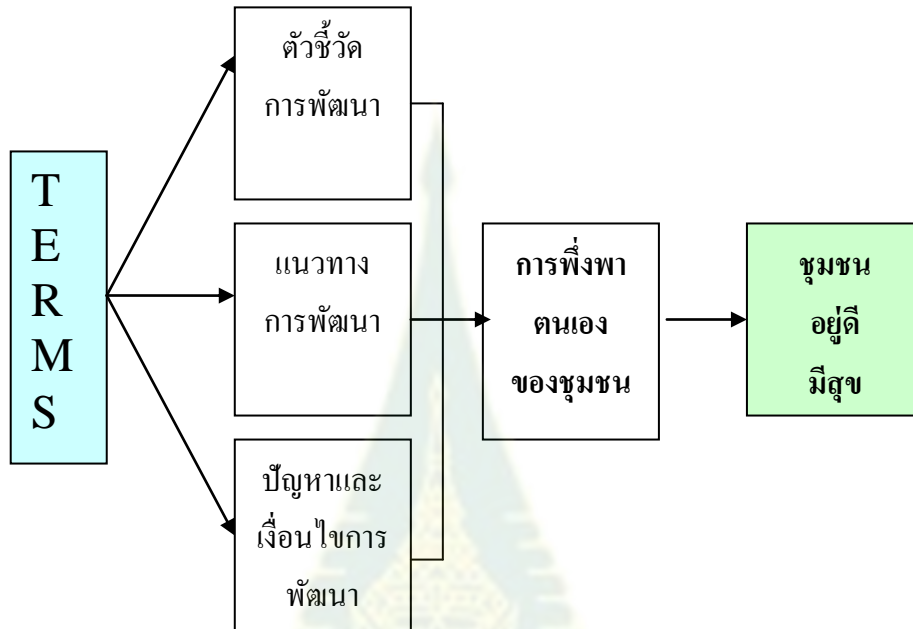 T
E
R
M
S
ตัวชี้วัด
การพัฒนา
แนวทาง
การพัฒนา
ปัญหาและ
เงื่อนไขการ
พัฒนา
การพึ่งพา
ตนเอง
ของชุมชน
ชุมชน
อยู่ดี
มีสุข